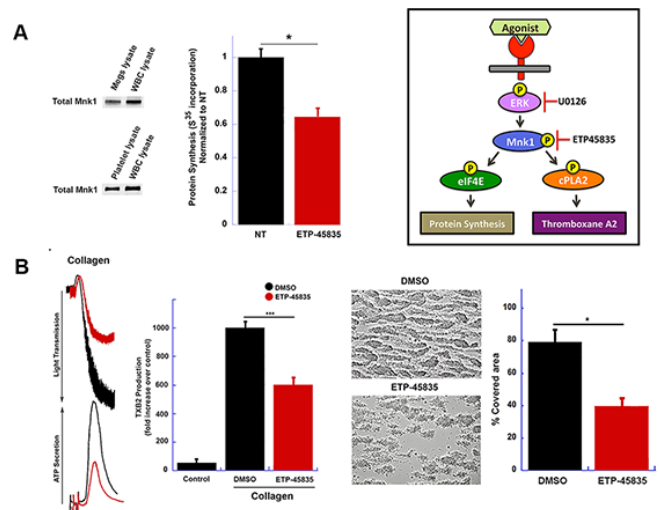 A
Megs lysate
WBC lysate
Total Mnk1
Platelet lysate
WBC lysate
Total Mnk1
Protein Synthesis (S35 incorporation)
Normalized to NT
1
0.8
0.6
0.4
0.2
0
*
NT
ETP-45835
Agonist
P
ERK
U0126
Mnk1
P
ETP45835
P
P
eIF4E
cPLA2
Protein Synthesis
Thromboxane A2
B
Collagen
Light Transmission
ATP Secretion
DMSO
ETP-45835
TXB2 Production
(fold increase over control)
1000
800
600
400
200
0
***
Control
DMSO
ETP-45835
Collagen
DMSO
ETP-45835
% Covered area
100
80
60
40
20
0
*
DMSO
ETP-45835